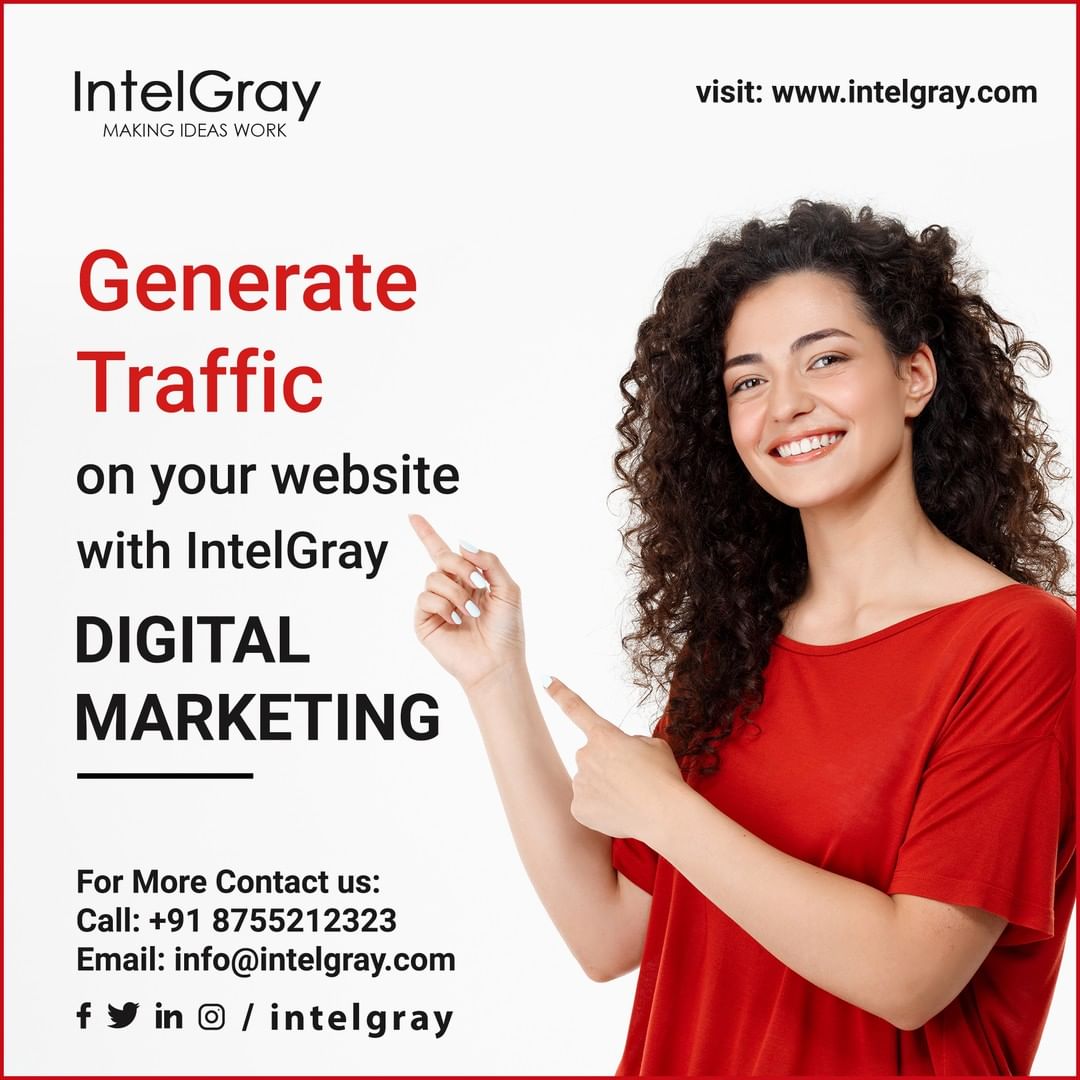 IntelGray
MAKING IDEAS WORK
visit: www.intelgray.com
Generate
Traffic
on your website
with IntelGray
DIGITAL
MARKETING
For More Contact us:
Call: +91 8755212323
Email: info@intelgray.com
/ intelgray